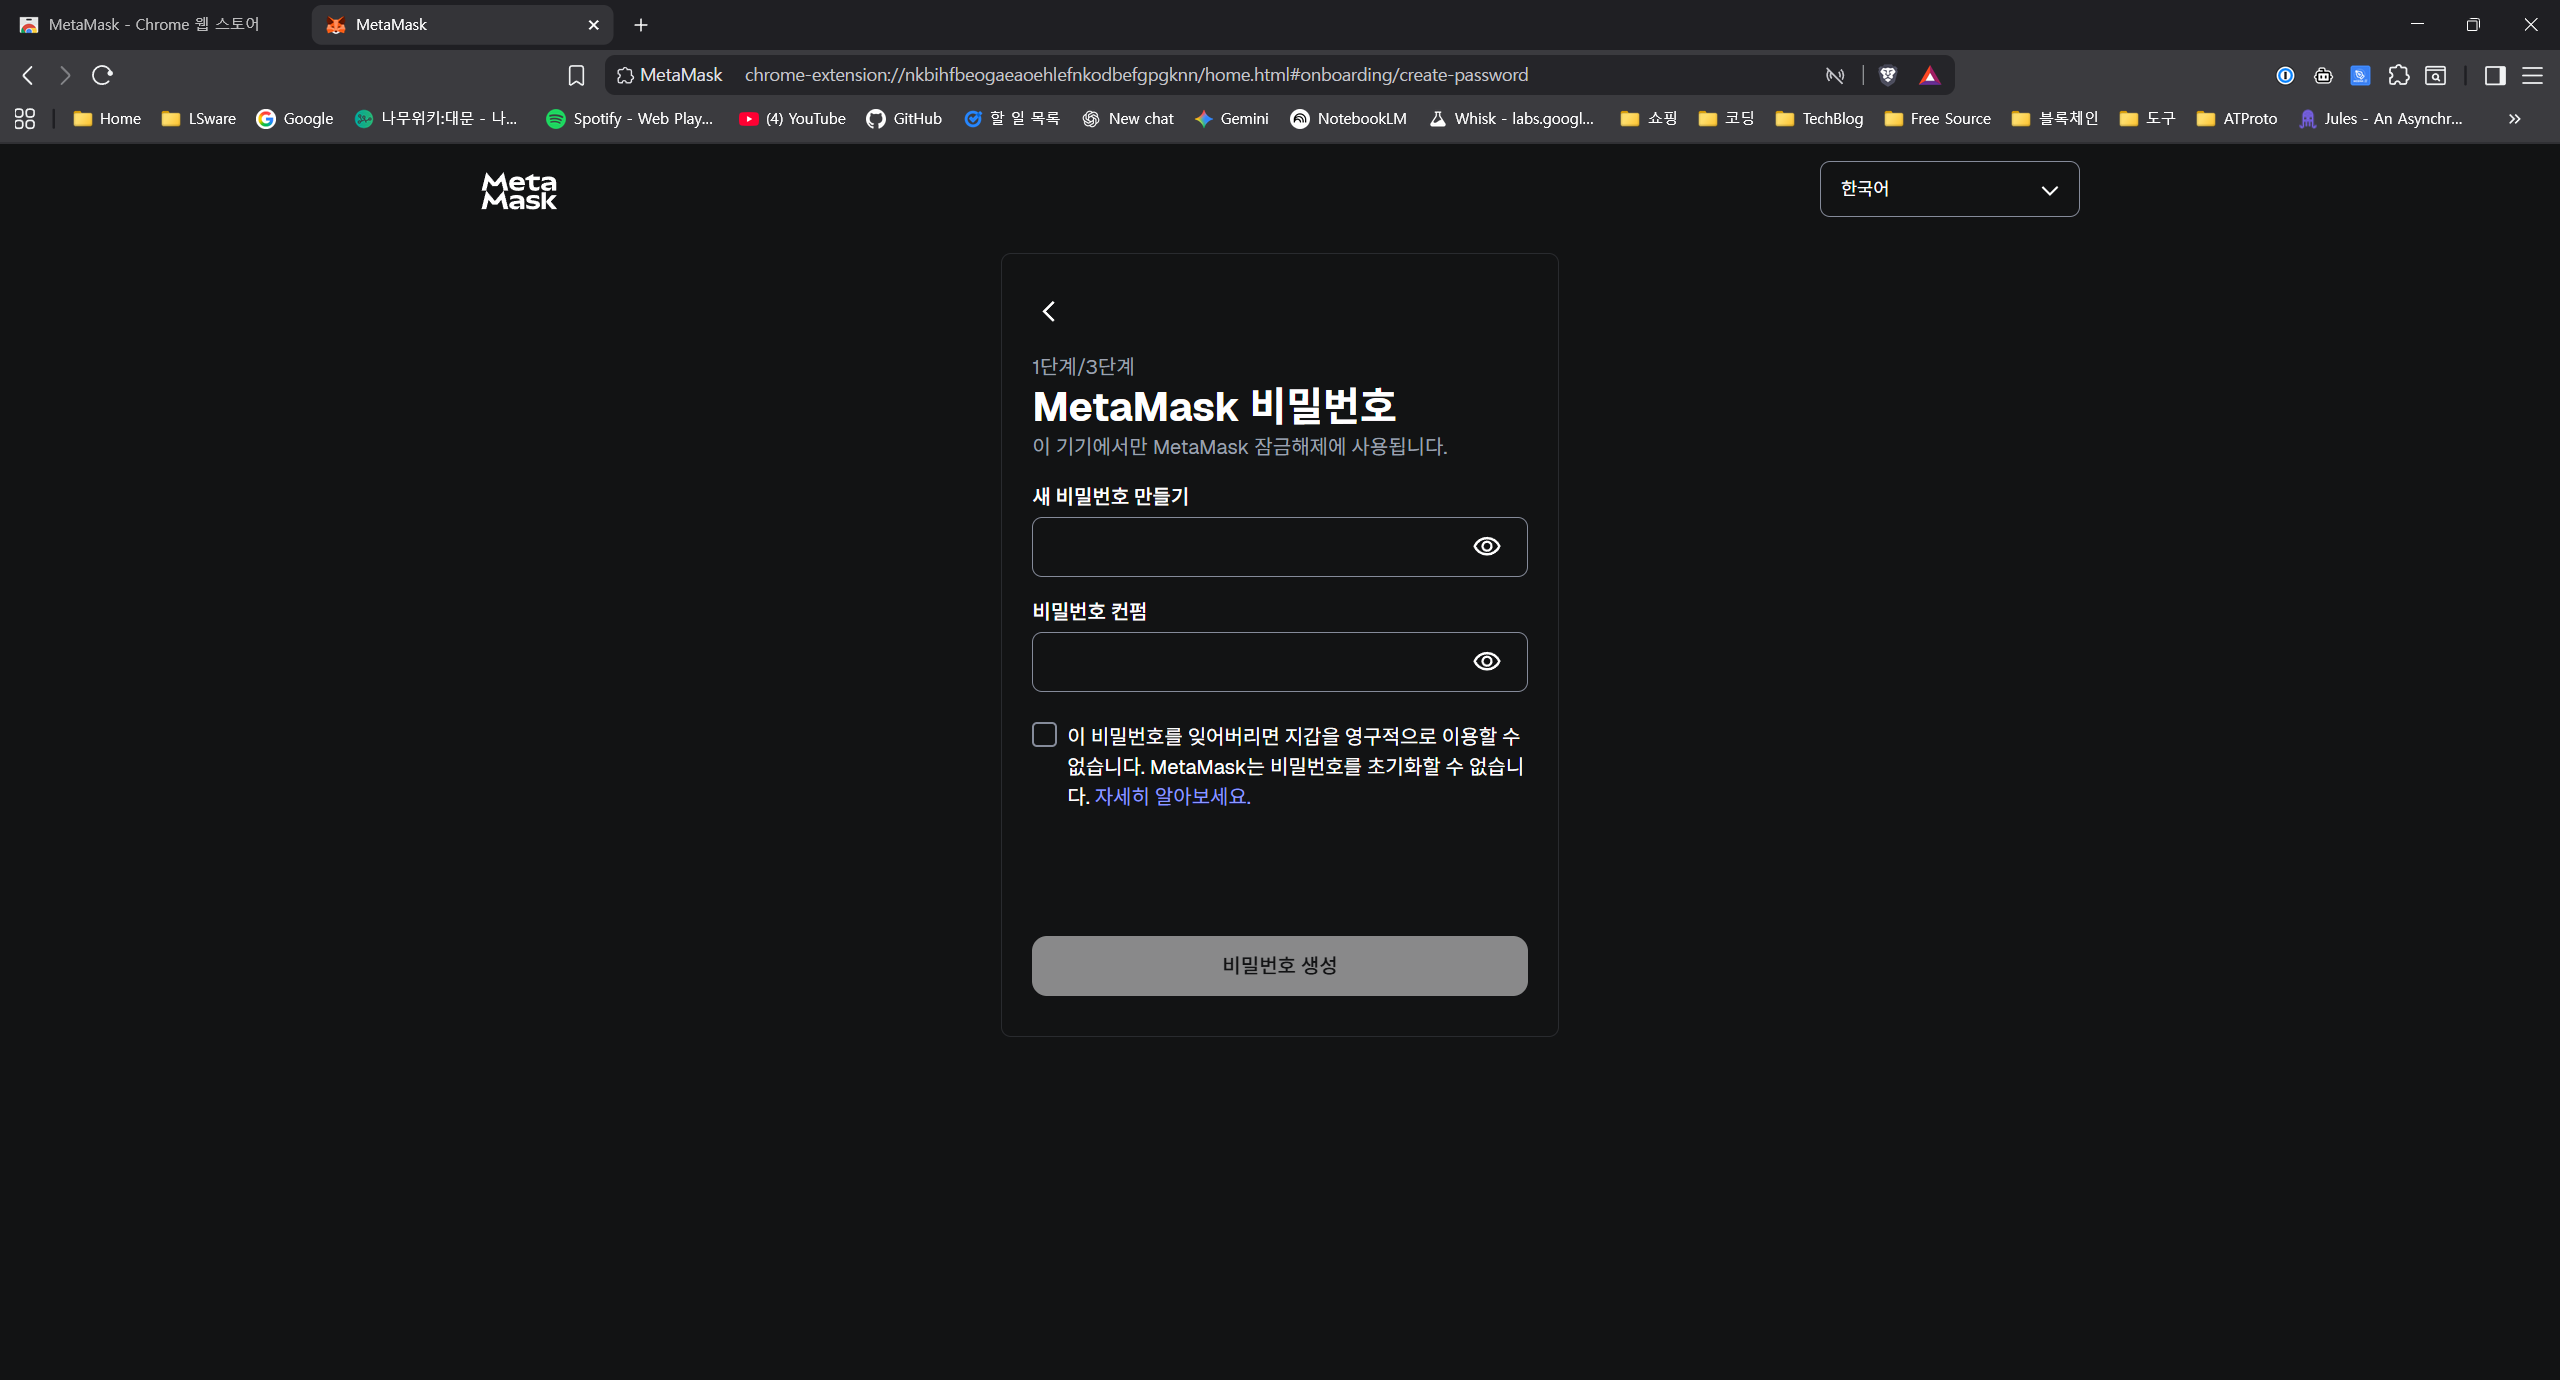 MetaMask - Chrome 웹 스토어
MetaMask
MetaMask chrome-extension://nkbihfbeogaeaoehlefnkodbefgpgknn/home.html#onboarding/create-password
Home LSware Google 나무위키:대문 - 나... Spotify - Web Play... (4) YouTube GitHub 할 일 목록 New chat Gemini NotebookLM Whisk - labs.googl... 쇼핑 코딩 TechBlog Free Source 블록체인 도구 ATProto Jules - An Asynchr... »
Meta
Mask
한국어
1단계/3단계
MetaMask 비밀번호
이 기기에서만 MetaMask 잠금해제에 사용됩니다.
새 비밀번호 만들기
비밀번호 컨펌
이 비밀번호를 잊어버리면 지갑을 영구적으로 이용할 수
없습니다. MetaMask는 비밀번호를 초기화할 수 없습니
다. 자세히 알아보세요.
비밀번호 생성